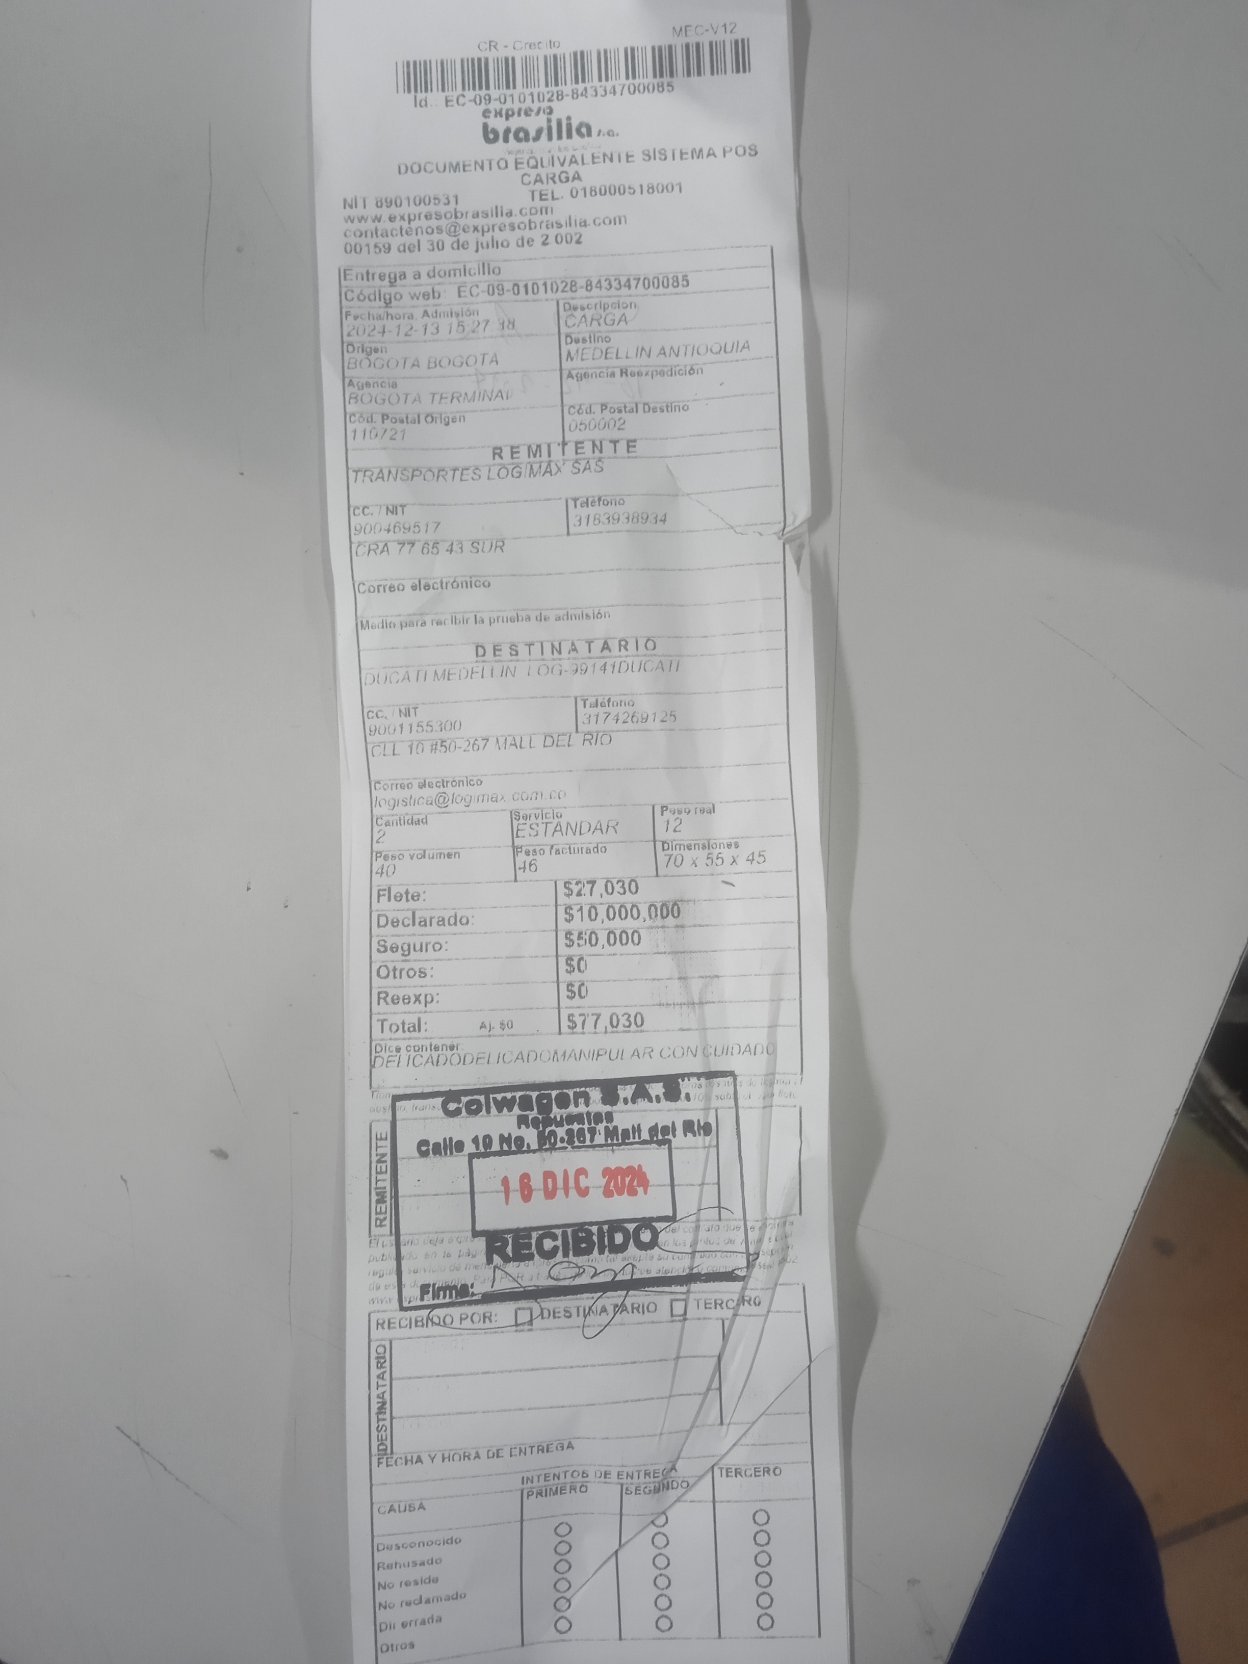 CR - Credito MEC-V12
Id.: EC-09-0101028-84334700085
expreso
brasilia s.a.
DOCUMENTO EQUIVALENTE SISTEMA POS
CARGA
NIT 890100531 TEL. 018000518001
www.expresobrasilia.com
contactenos@expresobrasilia.com
00159 del 30 de julio de 2 002
Entrega a domicilio
Código web: EC-09-0101028-84334700085
Fecha/hora. Admisión Descripcion
2024-12-13 15 27 38 CARGA
Origen Destino
BOGOTA BOGOTA MEDELLIN ANTIOQUIA
Agencia Agencia Reexpedición
BOGOTA TERMINAL
Cód. Postal Origen Cód. Postal Destino
110721 050002
REMITENTE
TRANSPORTES LOGIMAX SAS
CC. / NIT Teléfono
900469517 3183938934
CRA 77 65 43 SUR
Correo electrónico
Medio para recibir la prueba de admisión
DESTINATARIO
DUCATI MEDELLIN LOG-99141DUCATI
CC. / NIT Teléfono
9001155300 3174269125
CLL 10 #50-267 MALL DEL RIO
Correo electrónico
logistica@logimax.com.co
Cantidad Servicio Peso real
2 ESTANDAR 12
Peso volumen Peso facturado Dimensiones
40 46 70 x 55 x 45
Flete: $27,030
Declarado: $10,000,000
Seguro: $50,000
Otros: $0
Reexp: $0
Total: Aj. $0 $77,030
Dice contener
DELICADODELICADOMANIPULAR CON CUIDADO
Colwagen S.A.S.
Repuestos
Calle 10 No. 50-267 Mall del Rio
REMITENTE
16 DIC 2024
RECIBIDO
Firma:
RECIBIDO POR: DESTINATARIO TERCERO
DESTINATARIO
FECHA Y HORA DE ENTREGA
INTENTOS DE ENTREGA
CAUSA PRIMERO SEGUNDO TERCERO
Desconocido
Rehusado
No reside
No reclamado
Dir errada
Otros